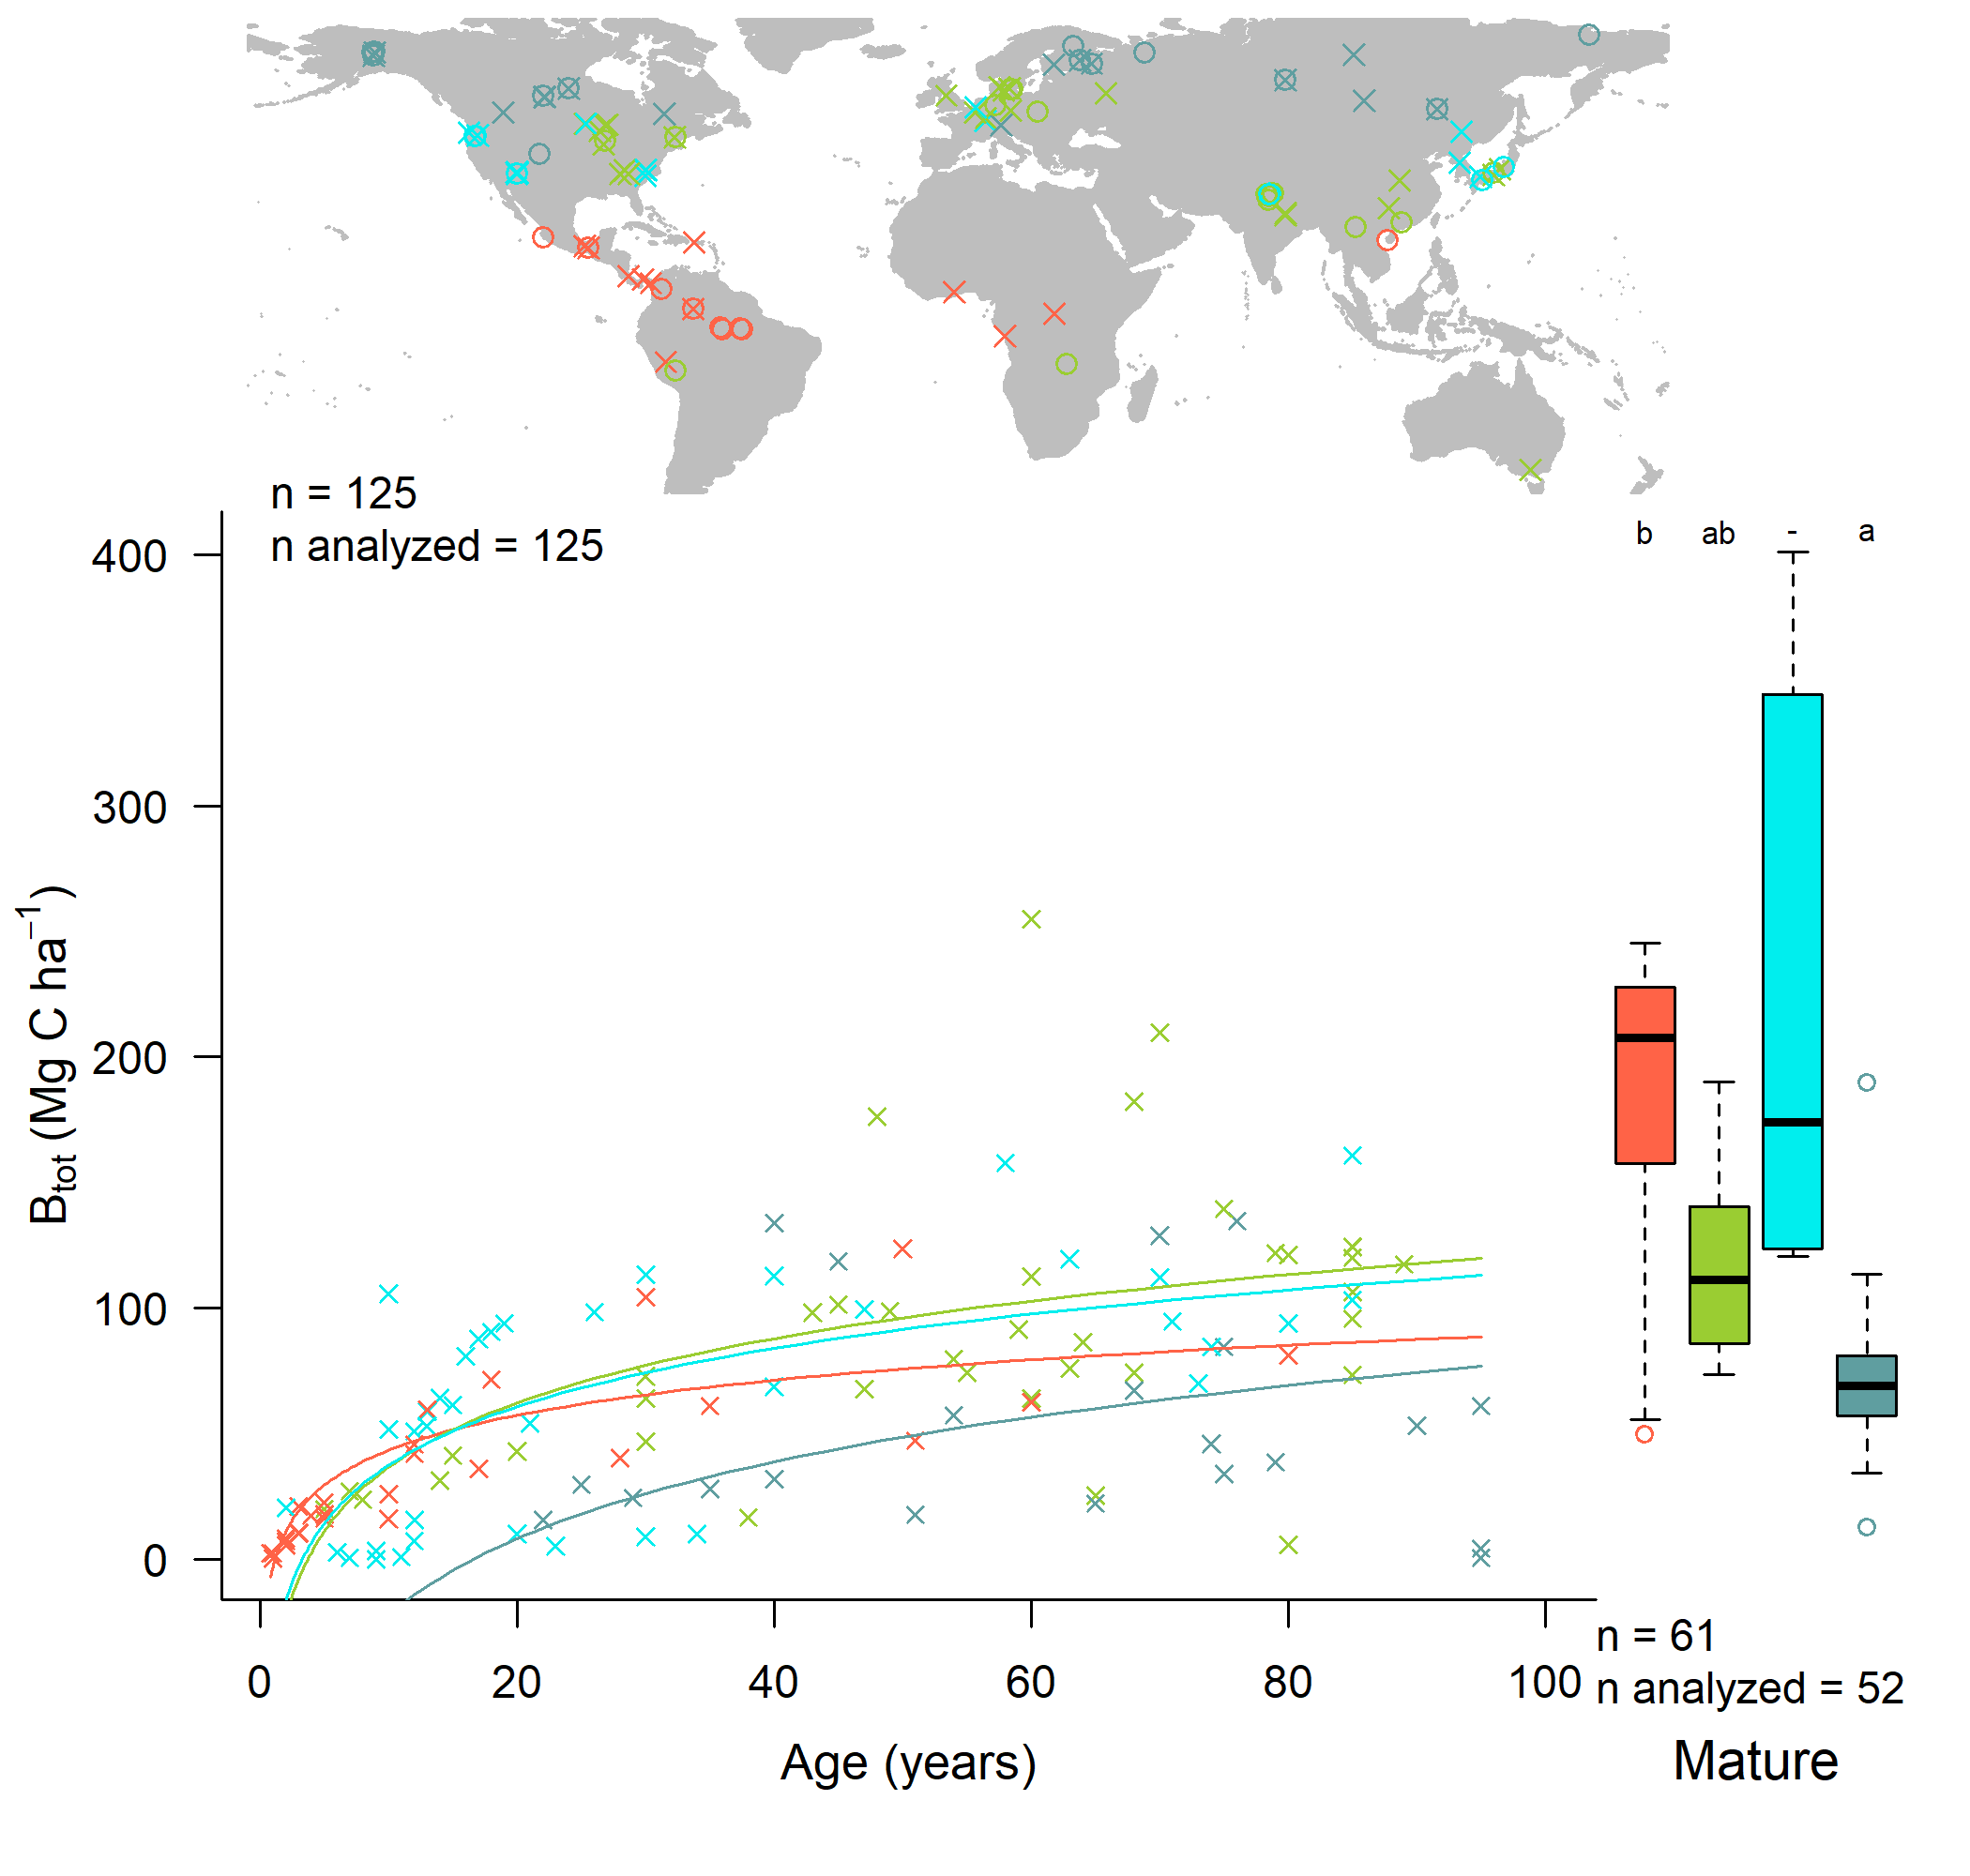 n = 125
n analyzed = 125
b ab - a
400
300
200
100
0
B_tot (Mg C ha⁻¹)
0 20 40 60 80 100
n = 61
n analyzed = 52
Age (years)
Mature